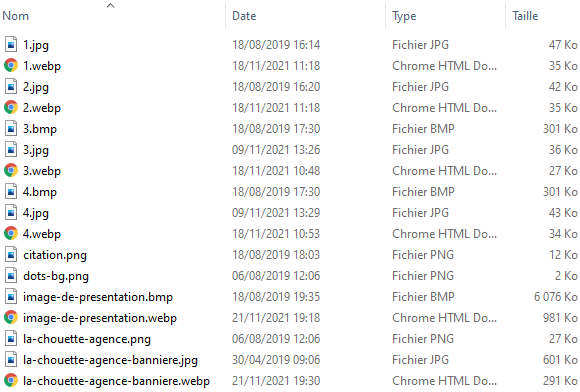 Nom Date Type Taille
1.jpg 18/08/2019 16:14 Fichier JPG 47 Ko
1.webp 18/11/2021 11:18 Chrome HTML Do... 35 Ko
2.jpg 18/08/2019 16:20 Fichier JPG 42 Ko
2.webp 18/11/2021 11:18 Chrome HTML Do... 35 Ko
3.bmp 18/08/2019 17:30 Fichier BMP 301 Ko
3.jpg 09/11/2021 13:26 Fichier JPG 36 Ko
3.webp 18/11/2021 10:48 Chrome HTML Do... 27 Ko
4.bmp 18/08/2019 17:30 Fichier BMP 301 Ko
4.jpg 09/11/2021 13:29 Fichier JPG 43 Ko
4.webp 18/11/2021 10:53 Chrome HTML Do... 34 Ko
citation.png 18/08/2019 18:03 Fichier PNG 12 Ko
dots-bg.png 06/08/2019 12:06 Fichier PNG 2 Ko
image-de-presentation.bmp 18/08/2019 19:35 Fichier BMP 6 076 Ko
image-de-presentation.webp 21/11/2021 19:18 Chrome HTML Do... 981 Ko
la-chouette-agence.png 06/08/2019 12:06 Fichier PNG 27 Ko
la-chouette-agence-banniere.jpg 30/04/2019 09:06 Fichier JPG 601 Ko
la-chouette-agence-banniere.webp 21/11/2021 19:30 Chrome HTML Do... 291 Ko